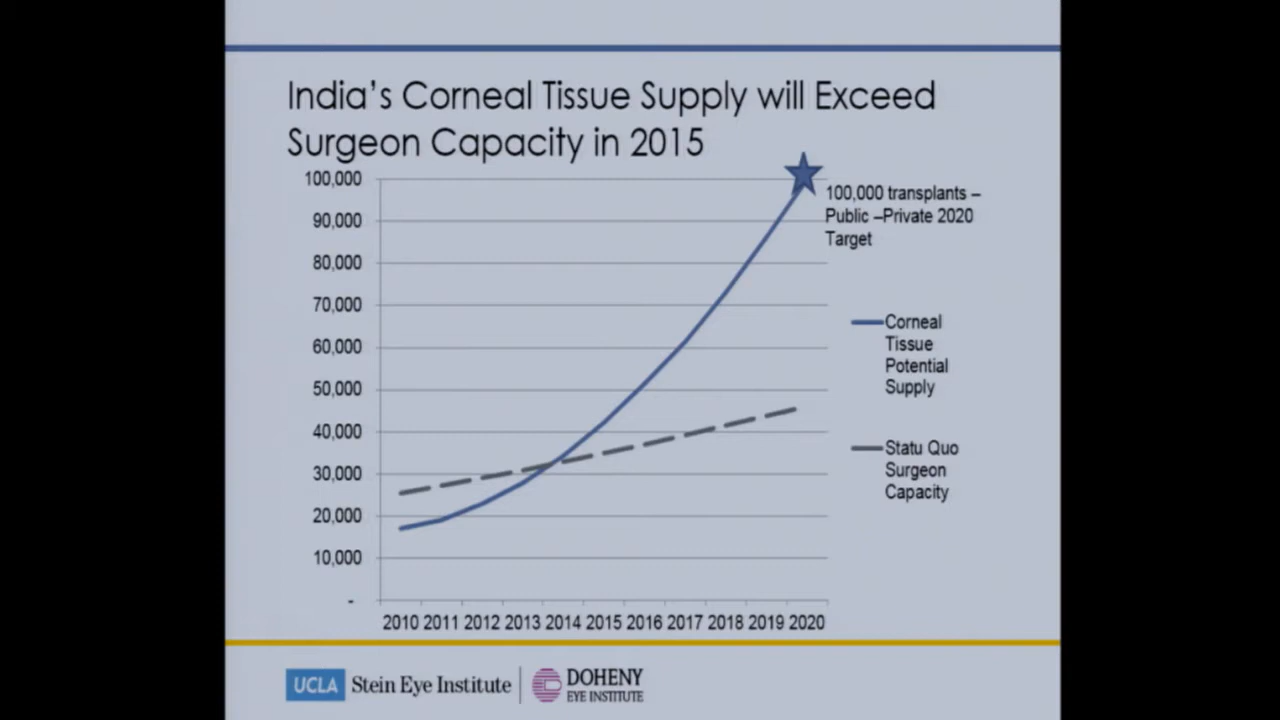 India's Corneal Tissue Supply will Exceed
Surgeon Capacity in 2015
100,000
90,000
80,000
70,000
60,000
50,000
40,000
30,000
20,000
10,000
-
2010 2011 2012 2013 2014 2015 2016 2017 2018 2019 2020
100,000 transplants –
Public –Private 2020
Target
Corneal
Tissue
Potential
Supply
Statu Quo
Surgeon
Capacity
UCLA Stein Eye Institute
DOHENY
EYE INSTITUTE